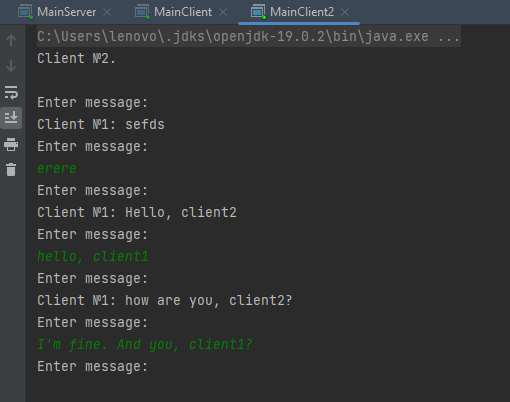 MainServer MainClient MainClient2
C:\Users\lenovo\.jdks\openjdk-19.0.2\bin\java.exe ...
Client №2.
Enter message:
Client №1: sefds
Enter message:
erere
Enter message:
Client №1: Hello, client2
Enter message:
hello, client1
Enter message:
Client №1: how are you, client2?
Enter message:
I'm fine. And you, client1?
Enter message: